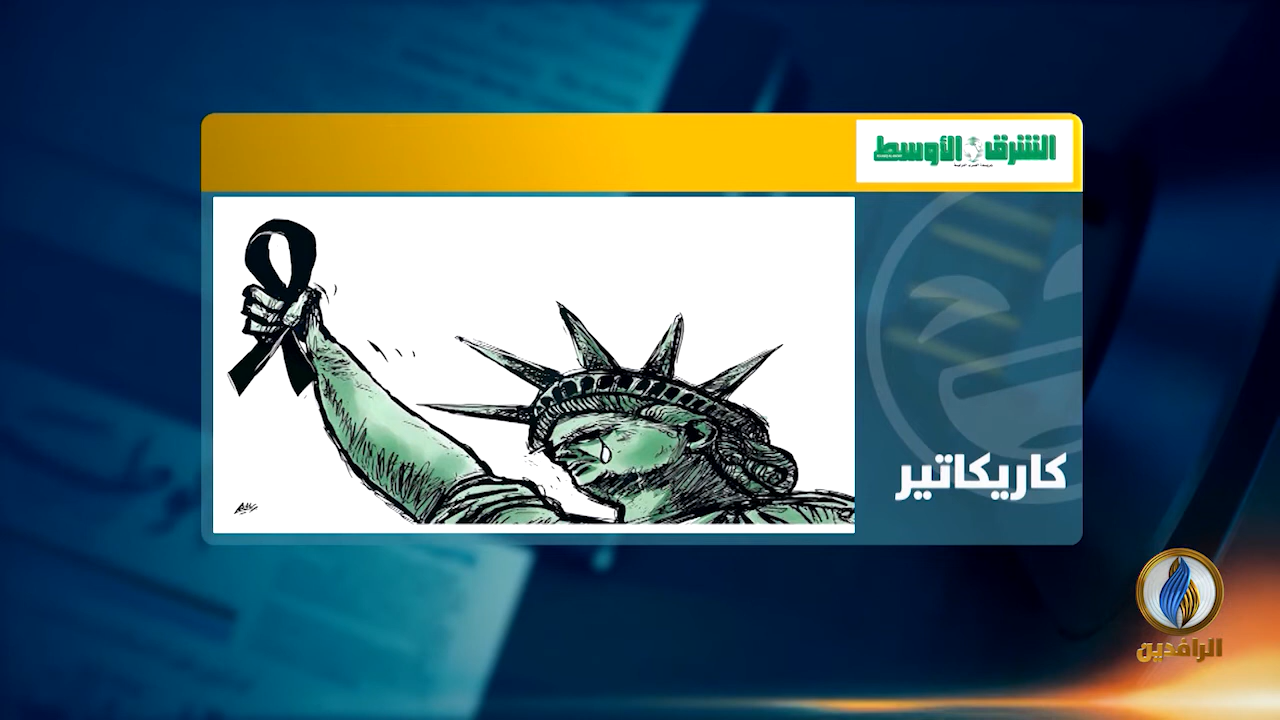 الشرق الأوسط
كاريكاتير
الرافدين